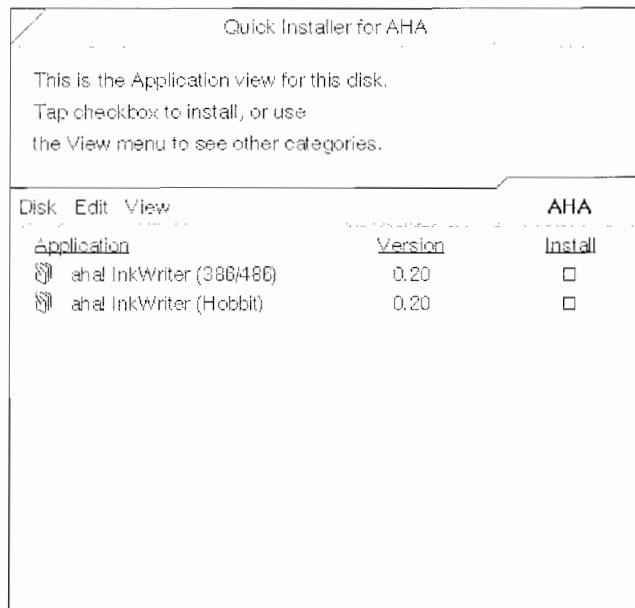 Quick Installer for AHA
This is the Application view for this disk.
Tap checkbox to install, or use
the View menu to see other categories.
Disk Edit View AHA
Application Version Install
aha! InkWriter (386/486) 0.20
aha! InkWriter (Hobbit) 0.20